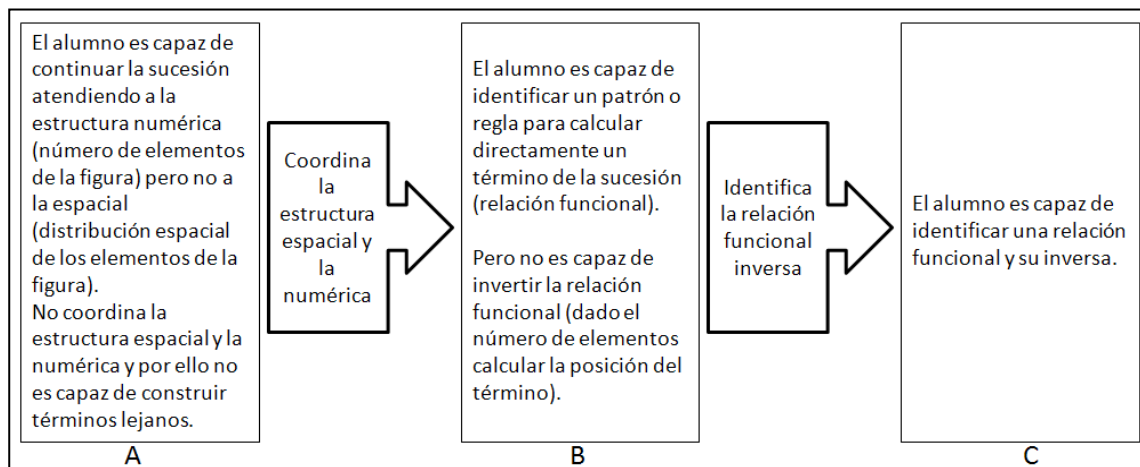 El alumno es capaz de
continuar la sucesión
atendiendo a la
estructura numérica
(número de elementos
de la figura) pero no a
la espacial
(distribución espacial
de los elementos de la
figura).
No coordina la
estructura espacial y la
numérica y por ello no
es capaz de construir
términos lejanos.
A
Coordina
la
estructura
espacial y
la
numérica
El alumno es capaz de
identificar un patrón o
regla para calcular
directamente un
término de la sucesión
(relación funcional).
Pero no es capaz de
invertir la relación
funcional (dado el
número de elementos
calcular la posición del
término).
B
Identifica
la relación
funcional
inversa
El alumno es capaz de
identificar una relación
funcional y su inversa.
C